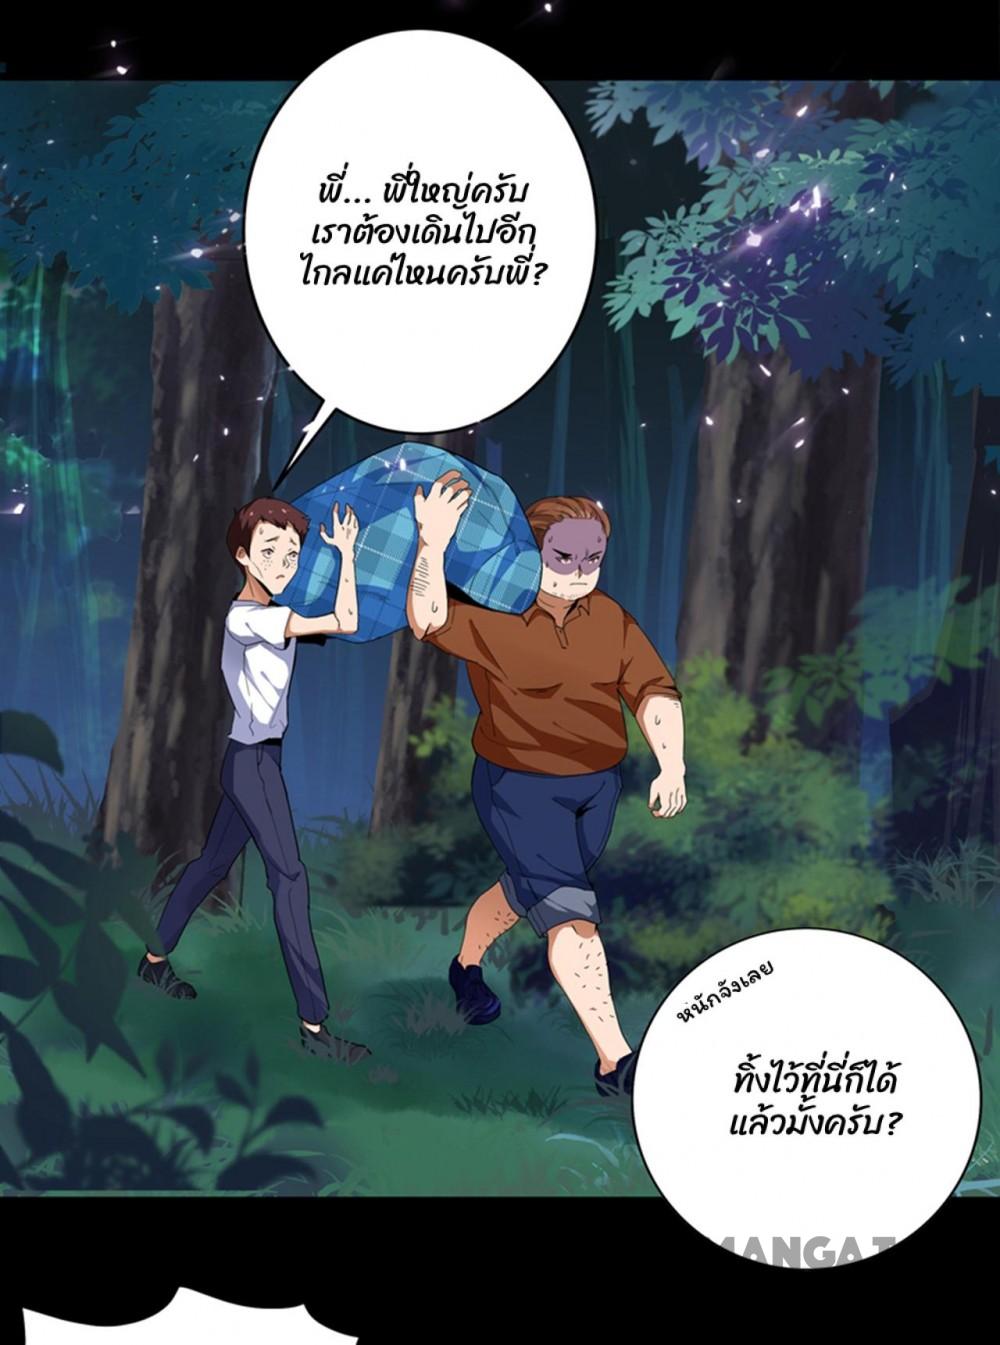 พี่... พี่ใหญ่ครับ
เราต้องเดินไปอีก
ไกลแค่ไหนครับพี่?
หนักจังเลย
ทิ้งไว้ที่นี่ก็ได้
แล้วมั้งครับ?
MANGA T